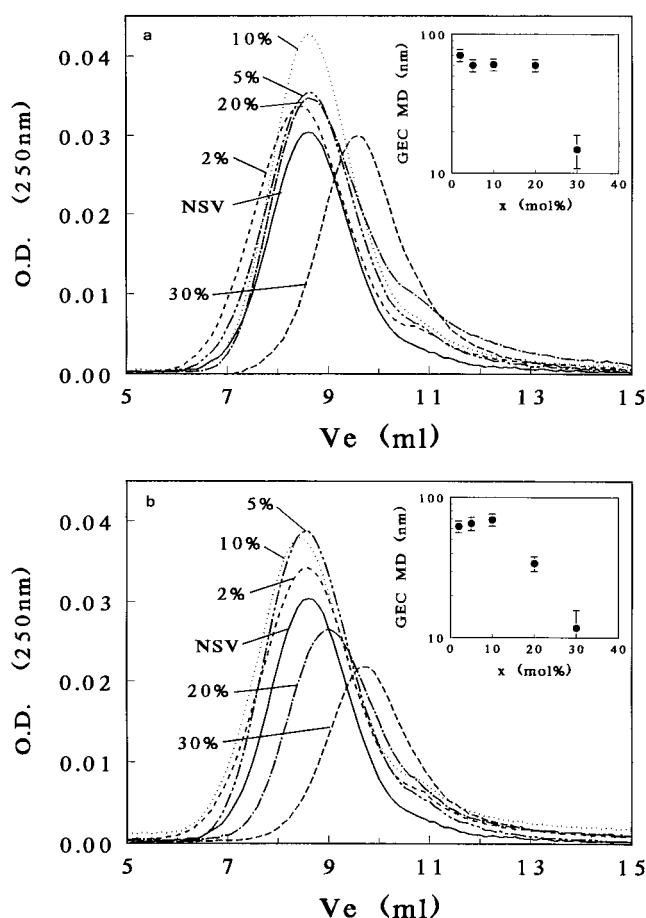 a
O.D. (250nm)
0.04
0.03
0.02
0.01
0.00
10%
5%
20%
2%
NSV
30%
GEC MD (nm)
100
10
0 10 20 30 40
x (mol%)
5 7 9 11 13 15
Ve (ml)
b
O.D. (250nm)
0.04
0.03
0.02
0.01
0.00
5%
10%
2%
NSV
20%
30%
GEC MD (nm)
100
10
0 10 20 30 40
x (mol%)
5 7 9 11 13 15
Ve (ml)